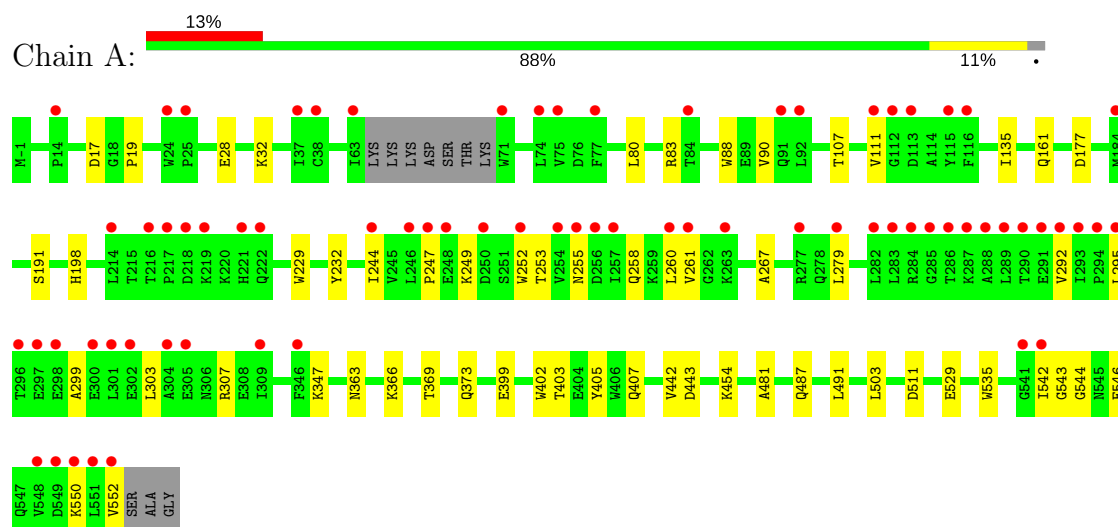 13%
Chain A:
88% 11% •
M-1 P14 D17 G18 P19 W24 P25 E28 K32 I37 C38 I63 LYS LYS LYS ASP SER THR LYS W71 L74 V75 D76 F77 L80 R83 T84 W88 E89 V90 Q91 L92 T107 V111 G112 D113 A114 Y115 F116 I135 Q161 D177 M184
S191 H198 L214 T215 T216 P217 D218 K219 K220 H221 Q222 W229 Y232 I244 V245 L246 P247 E248 K249 D250 S251 W252 T253 V254 N255 D256 I257 Q258 K259 L260 V261 G262 K263 A267 R277 Q278 L279 L282 L283 R284 G285 T286 K287 A288 L289 T290 E291 V292 I293 P294 L295
T296 E297 E298 A299 E300 L301 E302 L303 A304 E305 N306 R307 E308 I309 F346 K347 N363 K366 T369 Q373 E399 W402 T403 E404 Y405 W406 Q407 V442 D443 K454 A481 Q487 L491 L503 D511 E529 W535 G541 I542 G543 G544 N545 E546
Q547 V548 D549 K550 L551 V552 SER ALA GLY